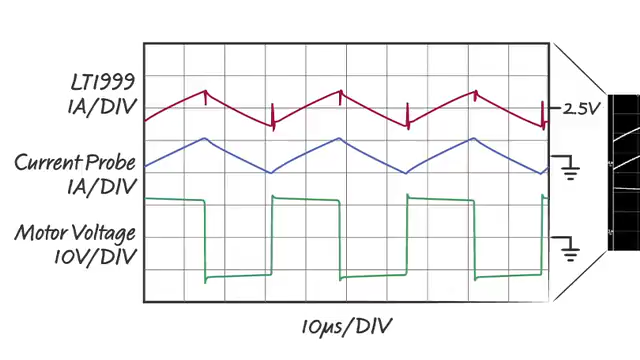 LT1999
1A/DIV
2.5V
Current Probe
1A/DIV
Motor Voltage
10V/DIV
10µs/DIV